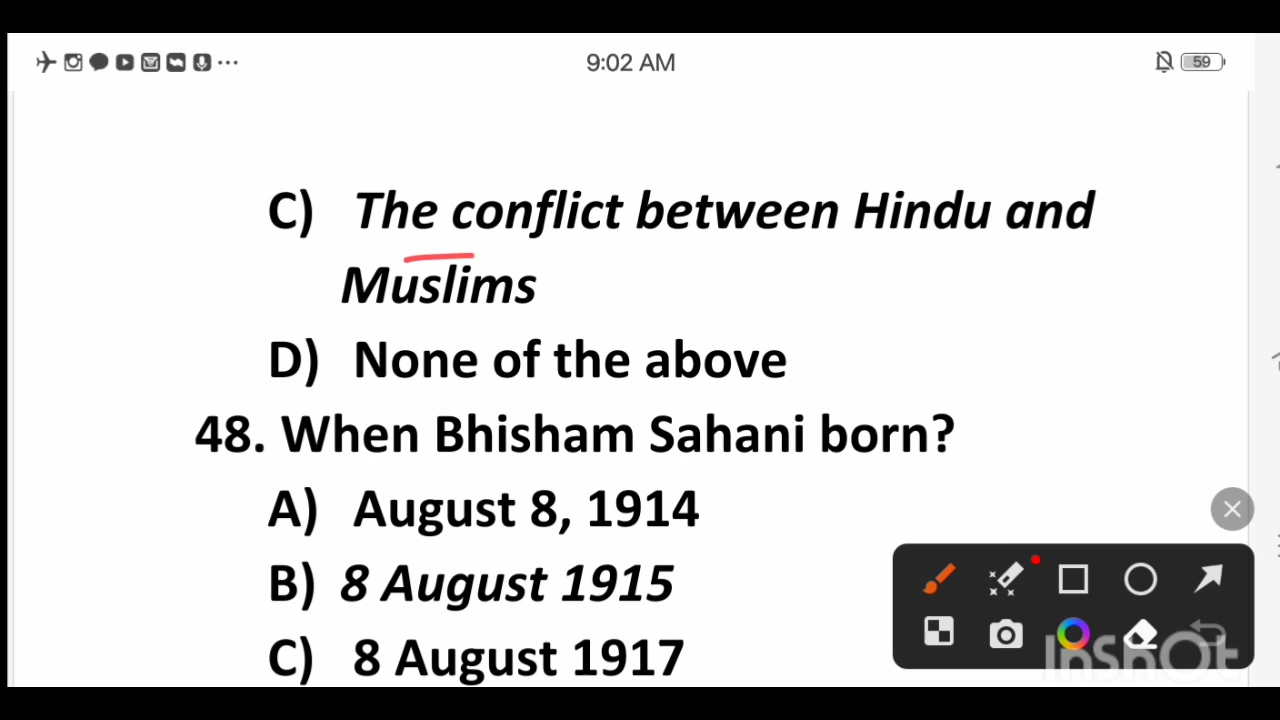 9:02 AM
59
C) The conflict between Hindu and
Muslims
D) None of the above
48. When Bhisham Sahani born?
A) August 8, 1914
B) 8 August 1915
C) 8 August 1917
InShOt